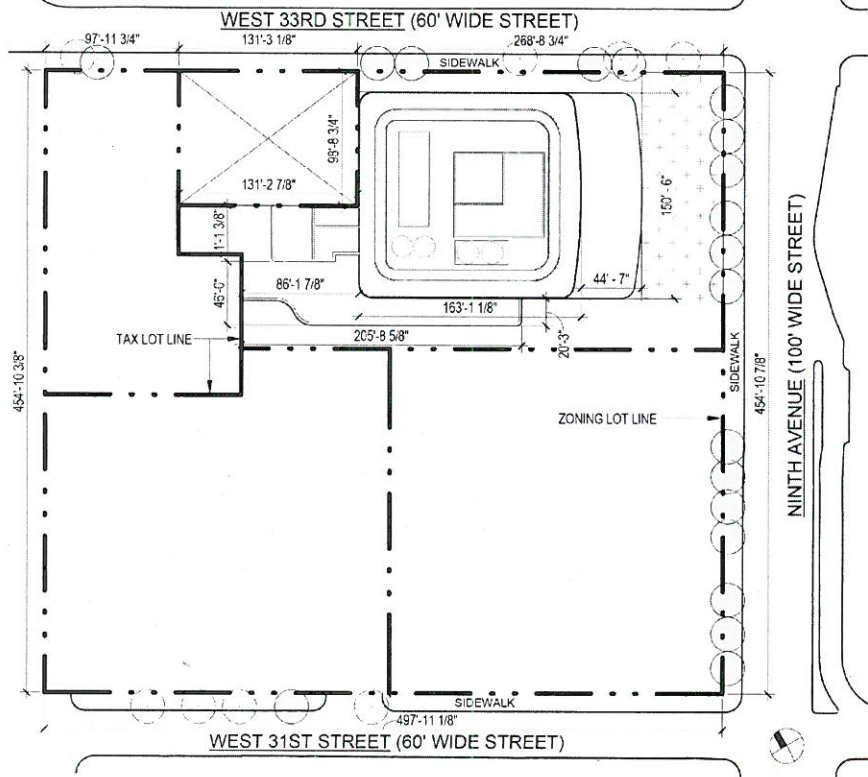 WEST 33RD STREET (60' WIDE STREET)
97'-11 3/4"
131'-3 1/8"
268'-8 3/4"
SIDEWALK
98'-8 3/4"
131'-2 7/8"
150'-6"
1'-1 3/8"
46'-0"
86'-1 7/8"
44'-7"
163'-1 1/8"
205'-8 5/8"
20'-3"
TAX LOT LINE
SIDEWALK
454'-10 3/8"
454'-10 7/8"
ZONING LOT LINE
NINTH AVENUE (100' WIDE STREET)
SIDEWALK
497'-11 1/8"
WEST 31ST STREET (60' WIDE STREET)